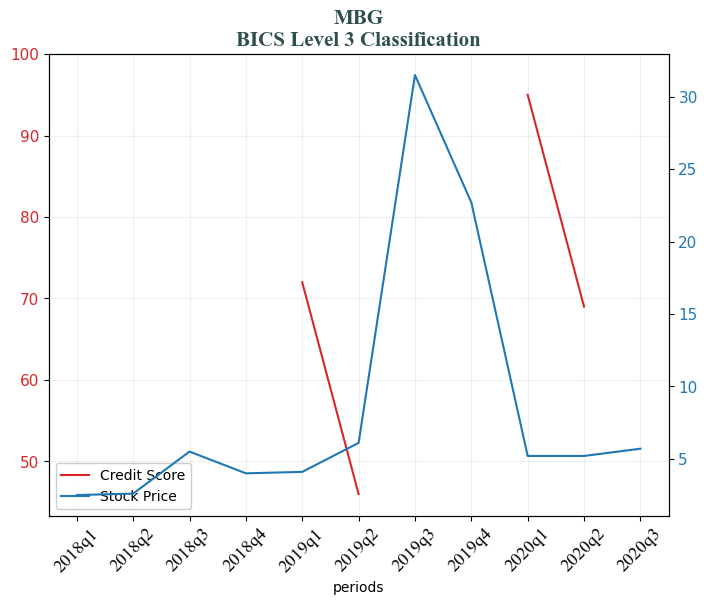 MBG
BICS Level 3 Classification
100
90
80
70
60
50
30
25
20
15
10
5
Credit Score
Stock Price
2018q1
2018q2
2018q3
2018q4
2019q1
2019q2
2019q3
2019q4
2020q1
2020q2
2020q3
periods